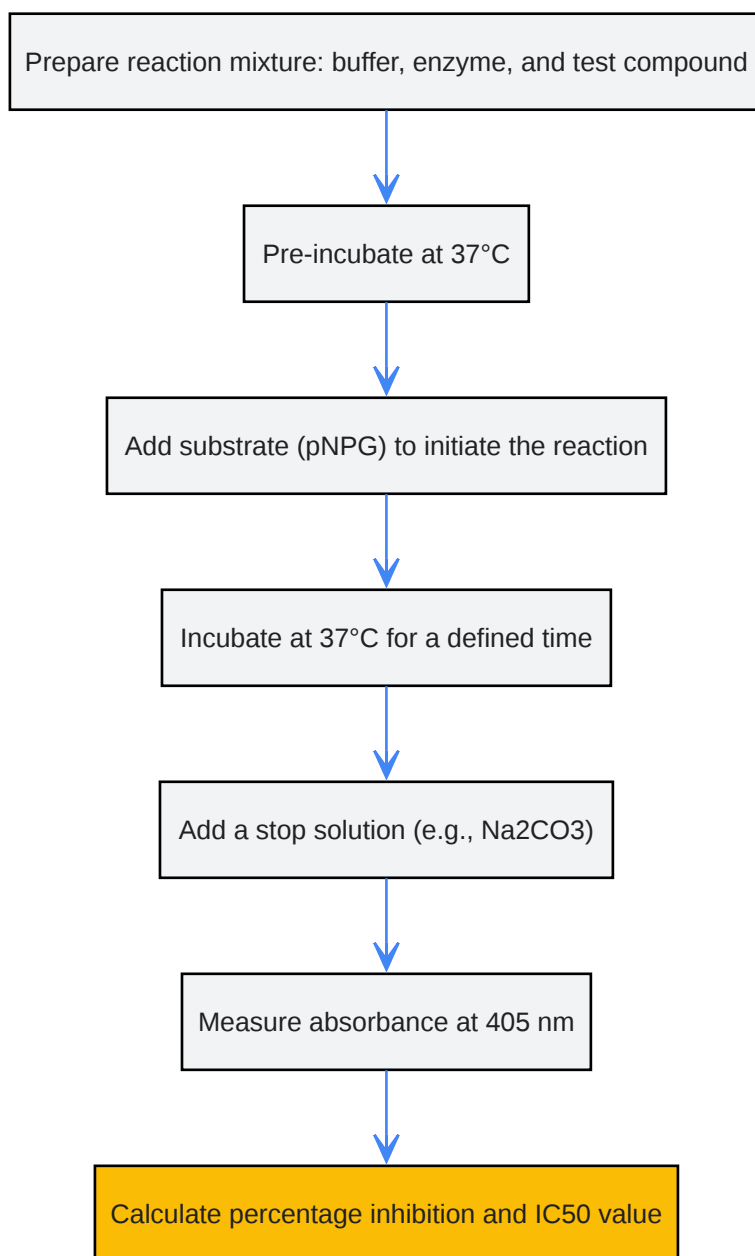 Prepare reaction mixture: buffer, enzyme, and test compound
Pre-incubate at 37°C
Add substrate (pNPG) to initiate the reaction
Incubate at 37°C for a defined time
Add a stop solution (e.g., Na2CO3)
Measure absorbance at 405 nm
Calculate percentage inhibition and IC50 value